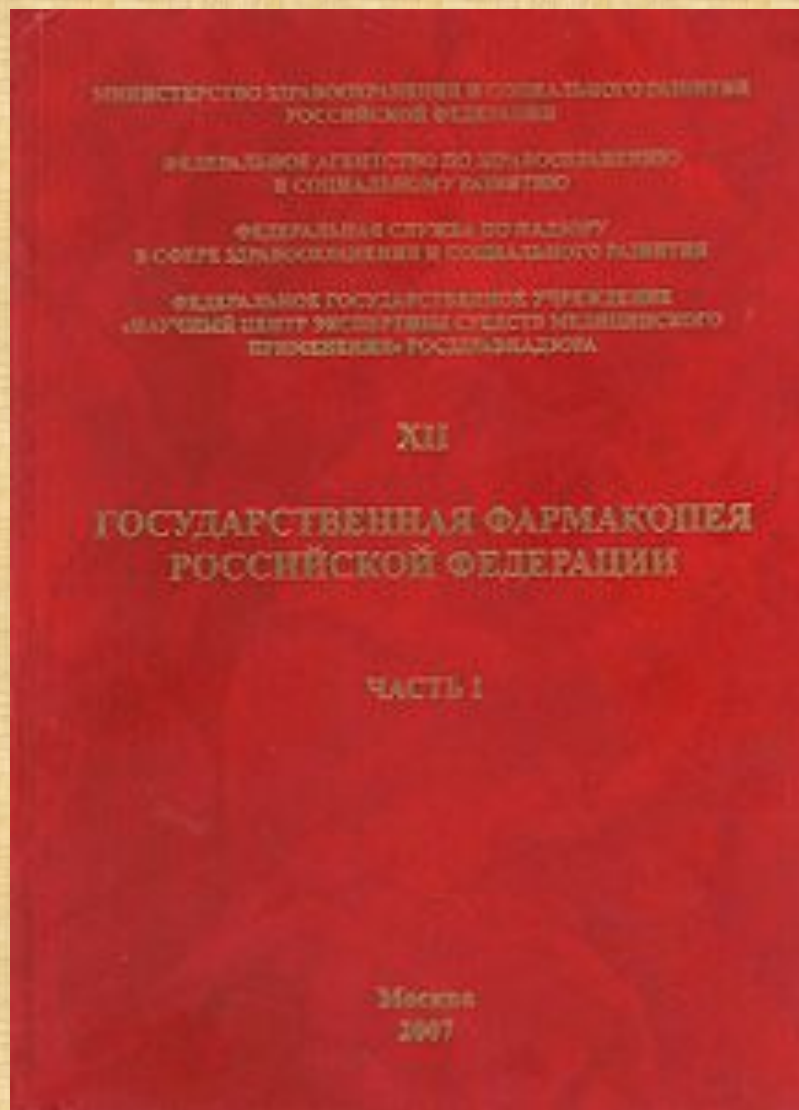 МИНИСТЕРСТВО ЗДРАВООХРАНЕНИЯ И СОЦИАЛЬНОГО РАЗВИТИЯ
РОССИЙСКОЙ ФЕДЕРАЦИИ
ФЕДЕРАЛЬНОЕ АГЕНТСТВО ПО ЗДРАВООХРАНЕНИЮ
И СОЦИАЛЬНОМУ РАЗВИТИЮ
ФЕДЕРАЛЬНАЯ СЛУЖБА ПО НАДЗОРУ
В СФЕРЕ ЗДРАВООХРАНЕНИЯ И СОЦИАЛЬНОГО РАЗВИТИЯ
ФЕДЕРАЛЬНОЕ ГОСУДАРСТВЕННОЕ УЧРЕЖДЕНИЕ
«НАУЧНЫЙ ЦЕНТР ЭКСПЕРТИЗЫ СРЕДСТВ МЕДИЦИНСКОГО
ПРИМЕНЕНИЯ» РОСЗДРАВНАДЗОРА
XII
ГОСУДАРСТВЕННАЯ ФАРМАКОПЕЯ
РОССИЙСКОЙ ФЕДЕРАЦИИ
ЧАСТЬ 1
Москва
2007